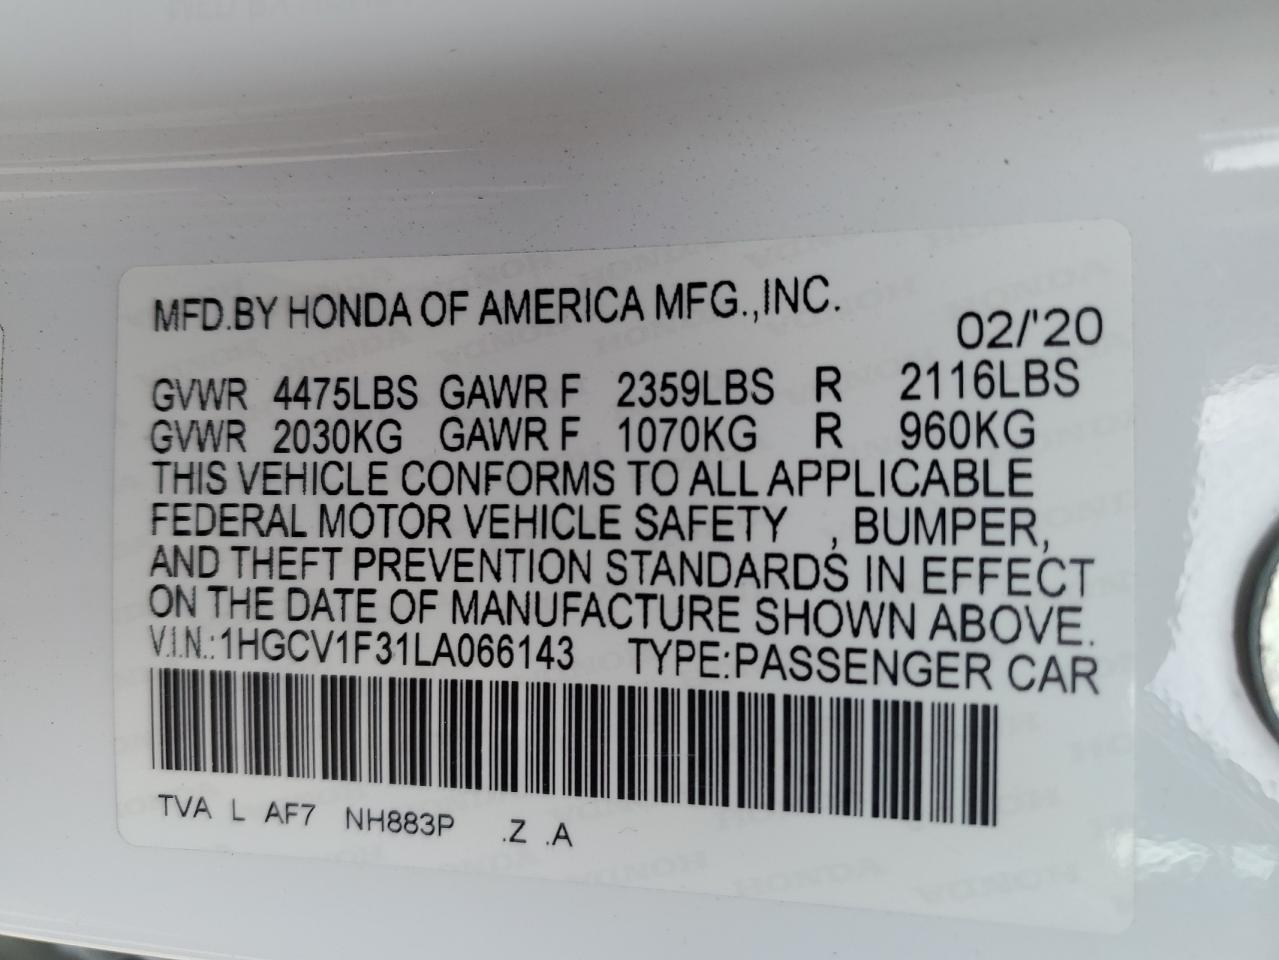 MFD.BY HONDA OF AMERICA MFG.,INC.
02/'20
GVWR 4475LBS GAWR F 2359LBS R 2116LBS
GVWR 2030KG GAWR F 1070KG R 960KG
THIS VEHICLE CONFORMS TO ALL APPLICABLE
FEDERAL MOTOR VEHICLE SAFETY , BUMPER,
AND THEFT PREVENTION STANDARDS IN EFFECT
ON THE DATE OF MANUFACTURE SHOWN ABOVE.
V.I.N.:1HGCV1F31LA066143 TYPE:PASSENGER CAR
TVA L AF7 NH883P .Z .A